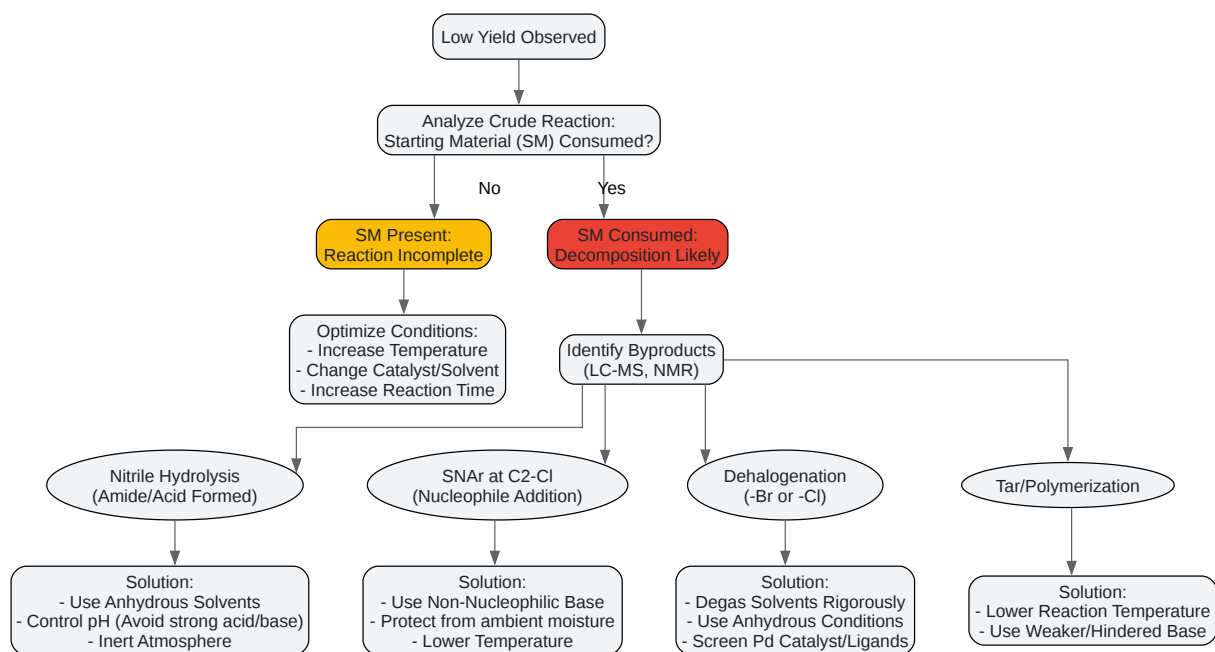 Low Yield Observed
Analyze Crude Reaction:
Starting Material (SM) Consumed?
No
Yes
SM Present:
Reaction Incomplete
SM Consumed:
Decomposition Likely
Optimize Conditions:
- Increase Temperature
- Change Catalyst/Solvent
- Increase Reaction Time
Identify Byproducts
(LC-MS, NMR)
Nitrile Hydrolysis
(Amide/Acid Formed)
SNAr at C2-Cl
(Nucleophile Addition)
Dehalogenation
(-Br or -Cl)
Tar/Polymerization
Solution:
- Use Anhydrous Solvents
- Control pH (Avoid strong acid/base)
- Inert Atmosphere
Solution:
- Use Non-Nucleophilic Base
- Protect from ambient moisture
- Lower Temperature
Solution:
- Degas Solvents Rigorously
- Use Anhydrous Conditions
- Screen Pd Catalyst/Ligands
Solution:
- Lower Reaction Temperature
- Use Weaker/Hindered Base